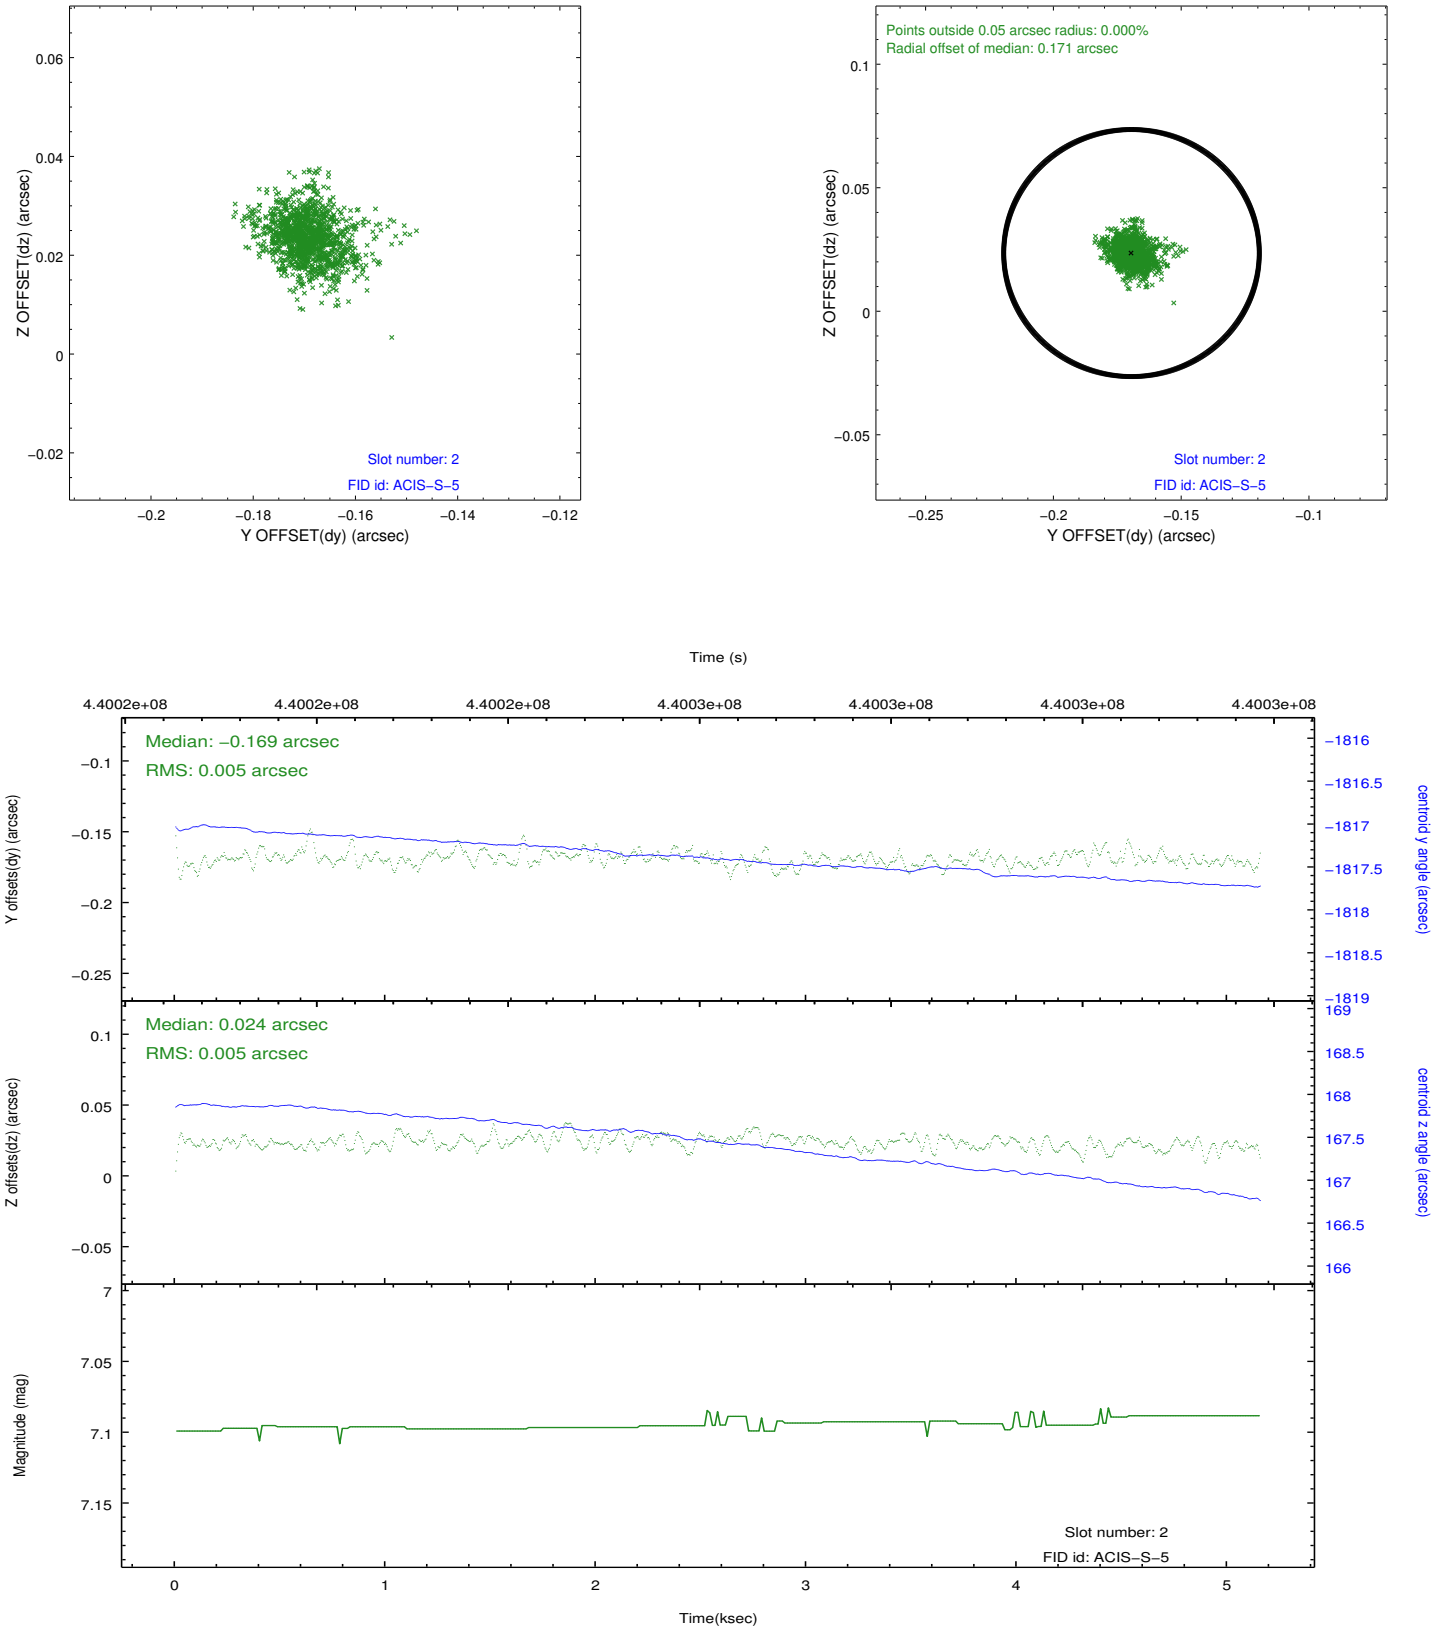 0.06
0.04
0.02
0
−0.02
Z OFFSET(dz) (arcsec)
Slot number: 2
FID id: ACIS−S−5
−0.2 −0.18 −0.16 −0.14 −0.12
Y OFFSET(dy) (arcsec)
Points outside 0.05 arcsec radius: 0.000%
Radial offset of median: 0.171 arcsec
0.1
0.05
0
−0.05
Z OFFSET(dz) (arcsec)
Slot number: 2
FID id: ACIS−S−5
−0.25 −0.2 −0.15 −0.1
Y OFFSET(dy) (arcsec)
Time (s)
4.4002e+08 4.4002e+08 4.4002e+08 4.4003e+08 4.4003e+08 4.4003e+08 4.4003e+08
Median: −0.169 arcsec
RMS: 0.005 arcsec
−0.1
−0.15
−0.2
−0.25
Y offsets(dy) (arcsec)
−1816
−1816.5
−1817
−1817.5
−1818
−1818.5
−1819
centroid y angle (arcsec)
Median: 0.024 arcsec
RMS: 0.005 arcsec
0.1
0.05
0
−0.05
Z offsets(dz) (arcsec)
169
168.5
168
167.5
167
166.5
166
centroid z angle (arcsec)
7
7.05
7.1
7.15
Magnitude (mag)
Slot number: 2
FID id: ACIS−S−5
0 1 2 3 4 5
Time(ksec)